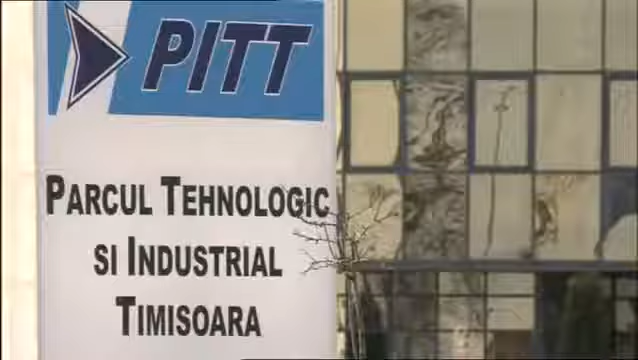 PITT
PARCUL TEHNOLOGIC
SI INDUSTRIAL
TIMISOARA